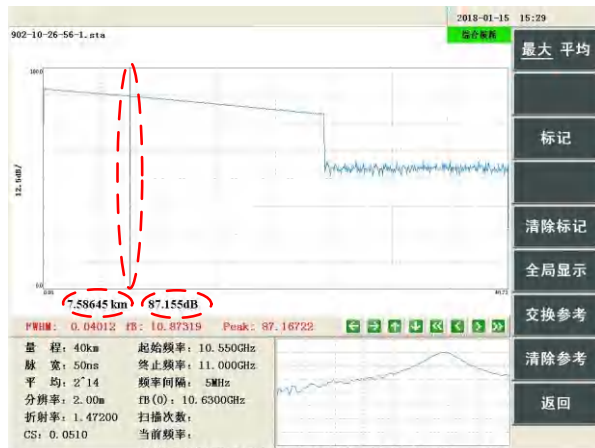 2018-01-15 15:29
902-10-26-56-1.sta
综合损耗
最大 平均
100.0
标记
12.5dB/
清除标记
全局显示
0.0
7.58645 km 87.155dB
交换参考
FWHM: 0.04012 fB: 10.87319 Peak: 87.16722
量 程: 40km 起始频率: 10.550GHz
清除参考
脉 宽: 50ns 终止频率: 11.000GHz
平 均: 2^14 频率间隔: 5MHz
分辨率: 2.00m fB(0): 10.6300GHz
返回
折射率: 1.47200 扫描次数:
CS: 0.0510 当前频率: